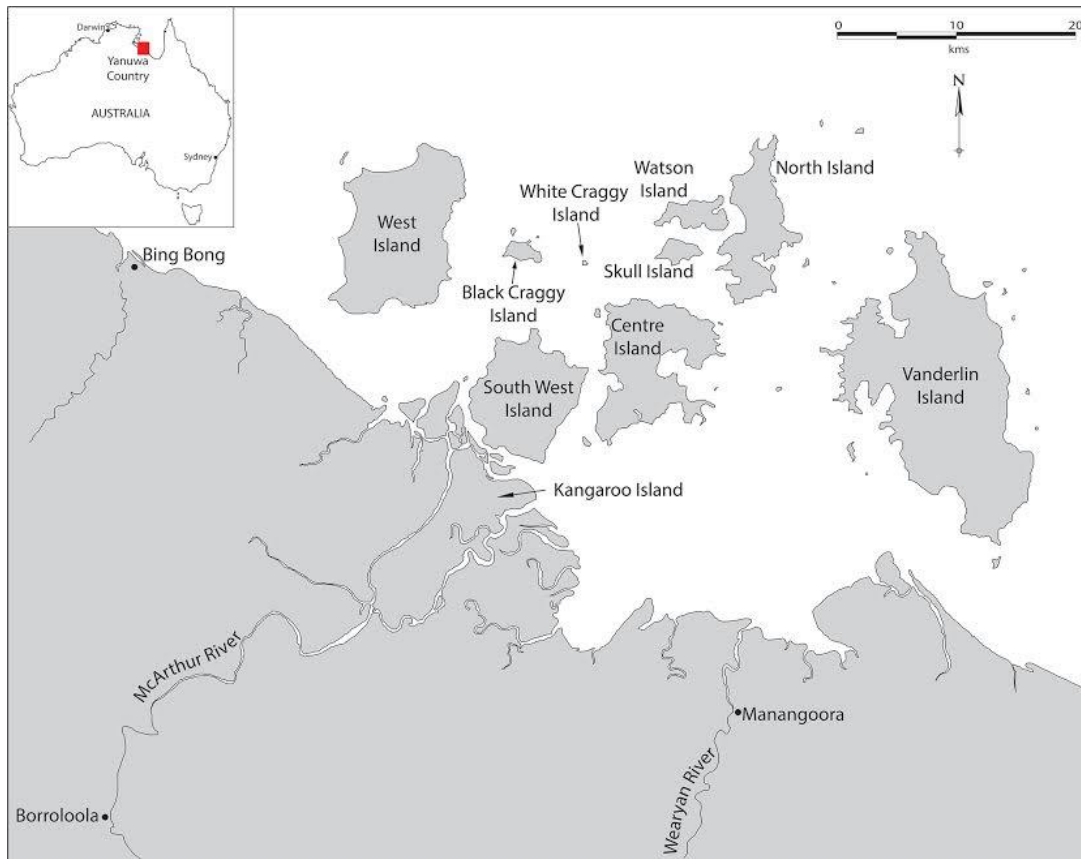 Darwin
Yanuwa
Country
AUSTRALIA
Sydney
0 10 20
kms
N
West
Island
Watson
Island
North Island
White Craggy
Island
Bing Bong
Skull Island
Black Craggy
Island
Centre
Island
South West
Island
Vanderlin
Island
Kangaroo Island
McArthur River
Manangoora
Wearyan River
Borroloola